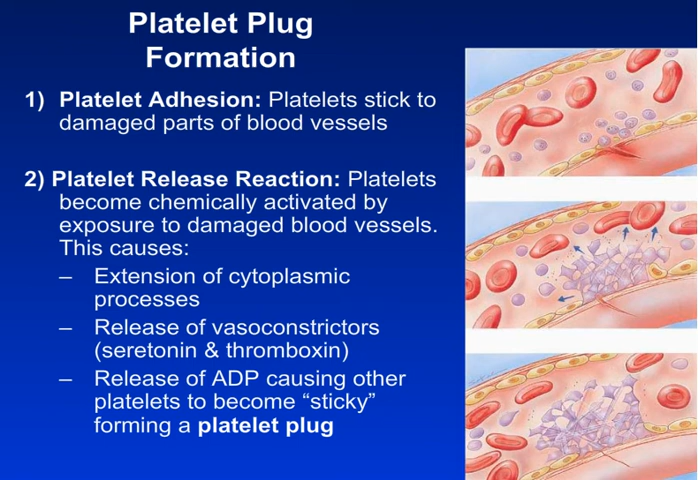 Platelet Plug
Formation
1) Platelet Adhesion: Platelets stick to
damaged parts of blood vessels
2) Platelet Release Reaction: Platelets
become chemically activated by
exposure to damaged blood vessels.
This causes:
– Extension of cytoplasmic
processes
– Release of vasoconstrictors
(seretonin & thromboxin)
– Release of ADP causing other
platelets to become “sticky”
forming a platelet plug